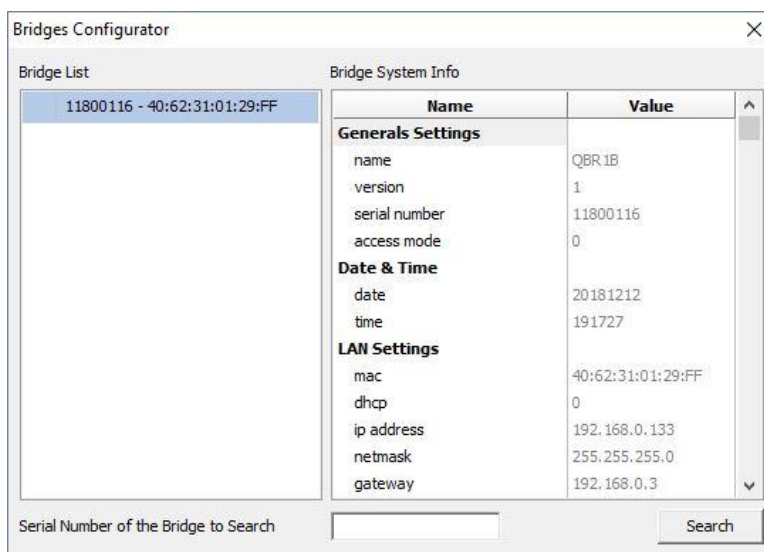 Bridges Configurator
Bridge List
Bridge System Info
11800116 - 40:62:31:01:29:FF
Name Value
Generals Settings
name QBR1B
version 1
serial number 11800116
access mode 0
Date & Time
date 20181212
time 191727
LAN Settings
mac 40:62:31:01:29:FF
dhcp 0
ip address 192.168.0.133
netmask 255.255.255.0
gateway 192.168.0.3
Serial Number of the Bridge to Search
Search